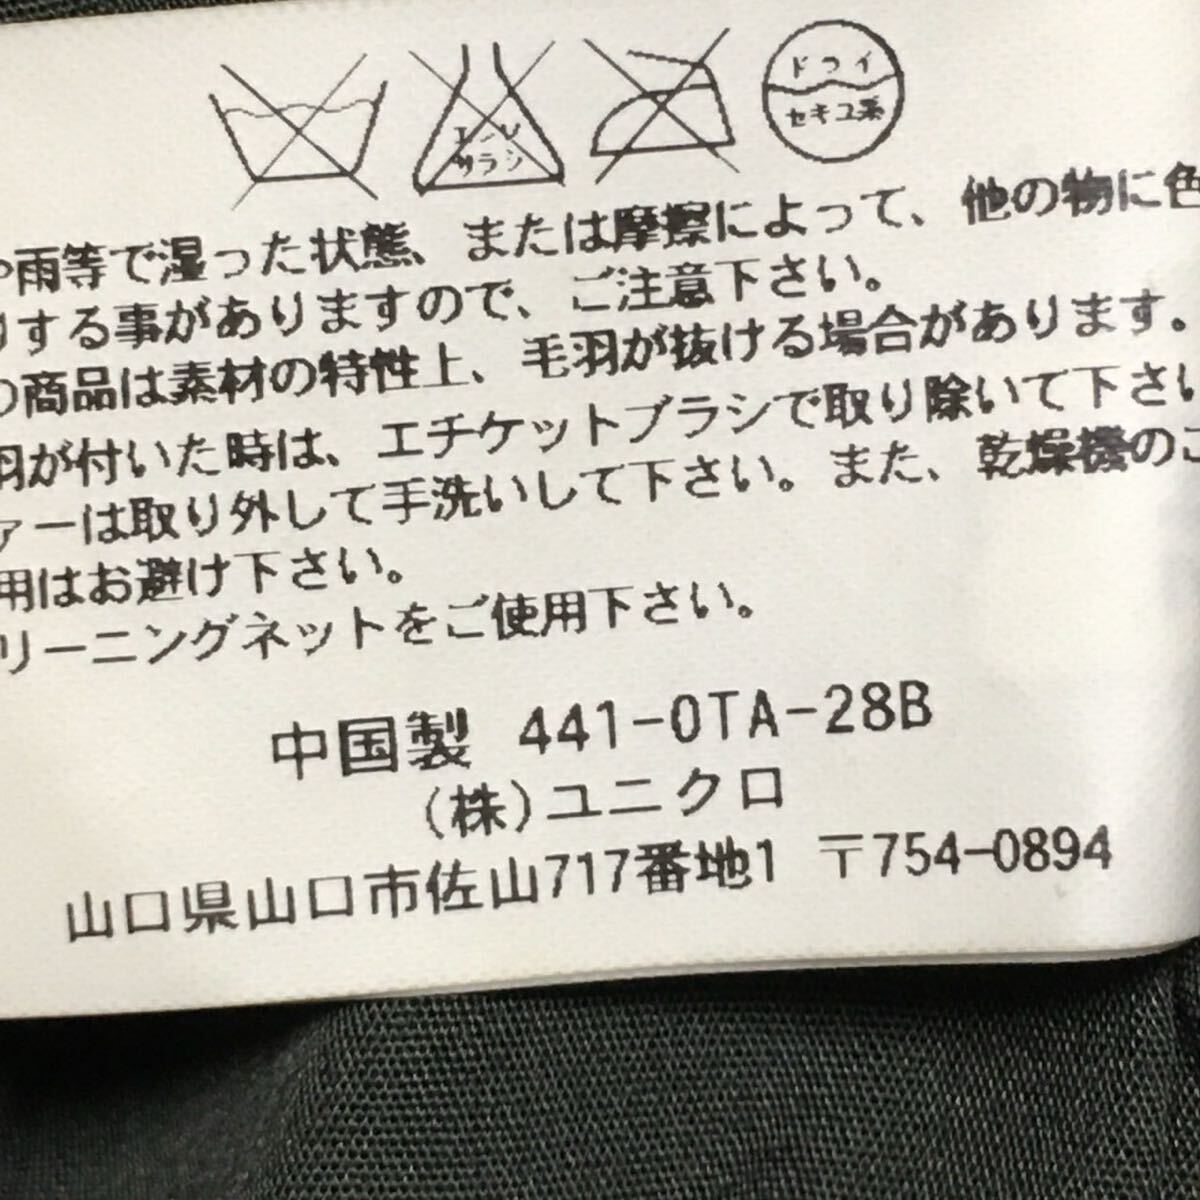 エンソ
サラシ
ドライ
セキユ系
や雨等で湿った状態、または摩擦によって、他の物に色
りする事がありますので、ご注意下さい。
の商品は素材の特性上、毛羽が抜ける場合があります。
羽が付いた時は、エチケットブラシで取り除いて下さい
ァーは取り外して手洗いして下さい。また、乾燥機のご
用はお避け下さい。
リーニングネットをご使用下さい。
中国製 441-0TA-28B
(株)ユニクロ
山口県山口市佐山717番地1 〒754-0894